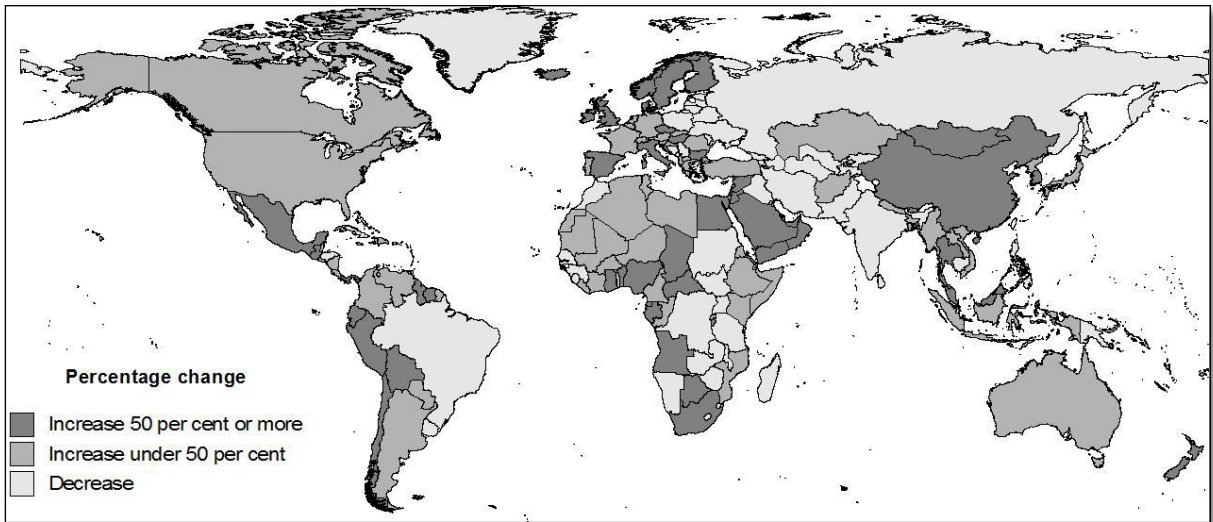 Percentage change
Increase 50 per cent or more
Increase under 50 per cent
Decrease